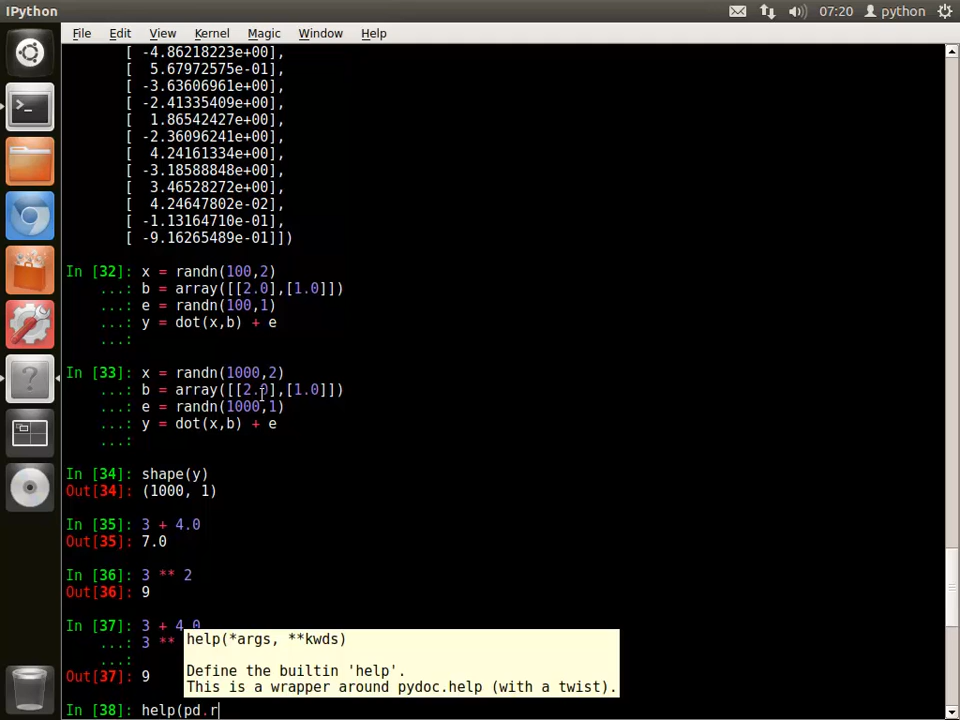 IPython
07:20 python
File Edit View Kernel Magic Window Help
[ -4.86218223e+00],
[ 5.67972575e-01],
[ -3.63606961e+00],
[ -2.41335409e+00],
[ 1.86542427e+00],
[ -2.36096241e+00],
[ 4.24161334e+00],
[ -3.18588848e+00],
[ 3.46528272e+00],
[ 4.24647802e-02],
[ -1.13164710e-01],
[ -9.16265489e-01]])
In [32]: x = randn(100,2)
...: b = array([[2.0],[1.0]])
...: e = randn(100,1)
...: y = dot(x,b) + e
...:
In [33]: x = randn(1000,2)
...: b = array([[2.0],[1.0]])
...: e = randn(1000,1)
...: y = dot(x,b) + e
...:
In [34]: shape(y)
Out[34]: (1000, 1)
In [35]: 3 + 4.0
Out[35]: 7.0
In [36]: 3 ** 2
Out[36]: 9
In [37]: 3 + 4.0
...: 3 **
...:
Out[37]: 9
help(*args, **kwds)
Define the builtin 'help'.
This is a wrapper around pydoc.help (with a twist).
In [38]: help(pd.r